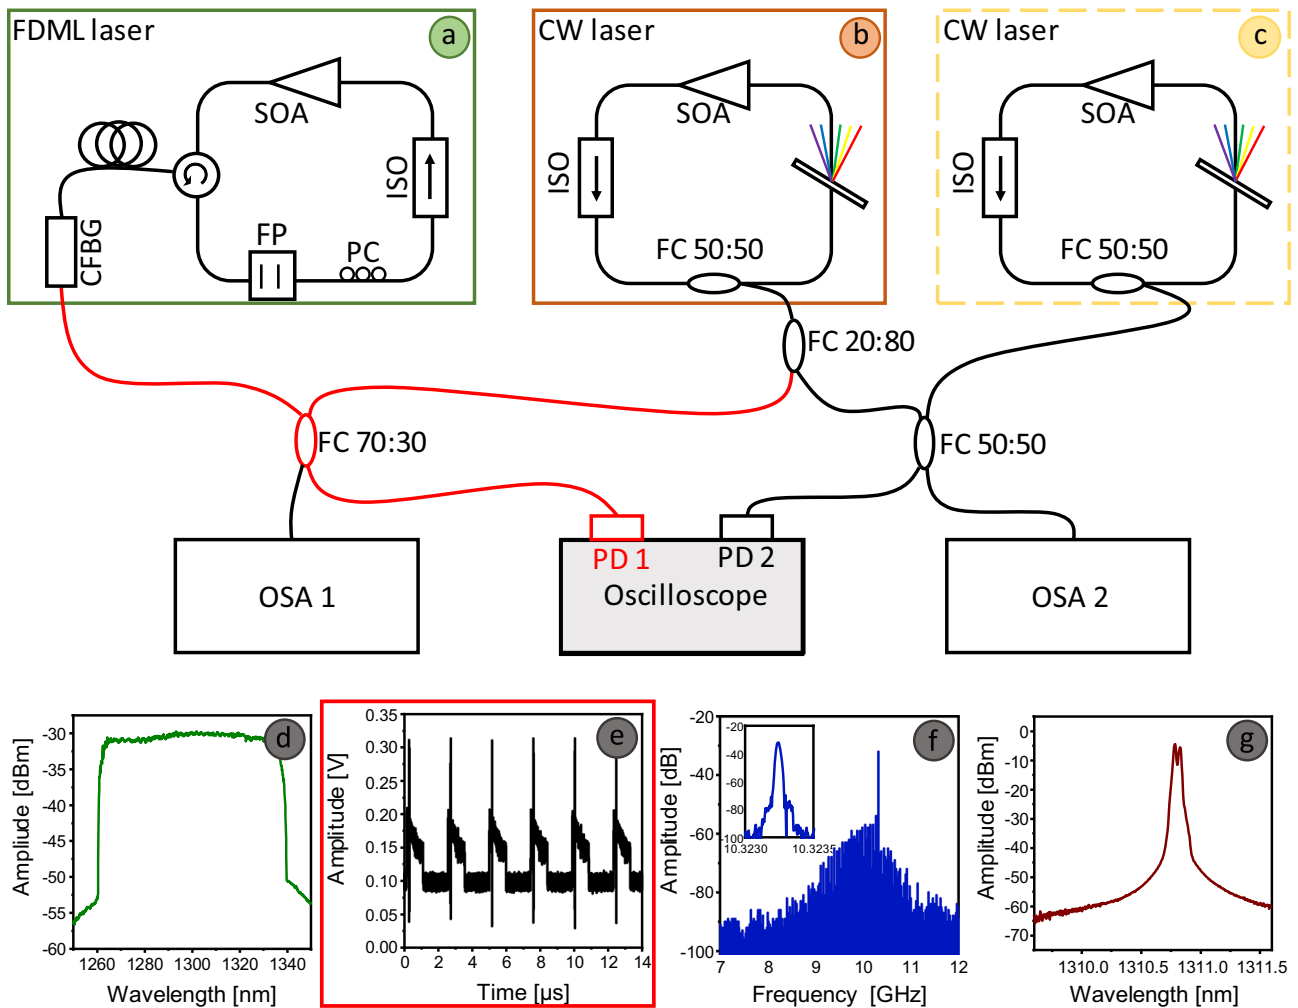 FDML laser
a
SOA
ISO
CFBG
FP
PC
CW laser
b
SOA
ISO
FC 50:50
CW laser
c
SOA
ISO
FC 50:50
FC 20:80
FC 70:30
FC 50:50
OSA 1
PD 1
PD 2
Oscilloscope
OSA 2
d
Amplitude [dBm]
-30
-35
-40
-45
-50
-55
-60
1260 1280 1300 1320 1340
Wavelength [nm]
e
Amplitude [V]
0.35
0.30
0.25
0.20
0.15
0.10
0.05
0.00
0 2 4 6 8 10 12 14
Time [µs]
f
Amplitude [dB]
-20
-40
-60
-80
-100
-20
-40
-60
-80
-100
10.3230 10.3235
7 8 9 10 11 12
Frequency [GHz]
g
Amplitude [dBm]
0
-10
-20
-30
-40
-50
-60
-70
1310.0 1310.5 1311.0 1311.5
Wavelength [nm]